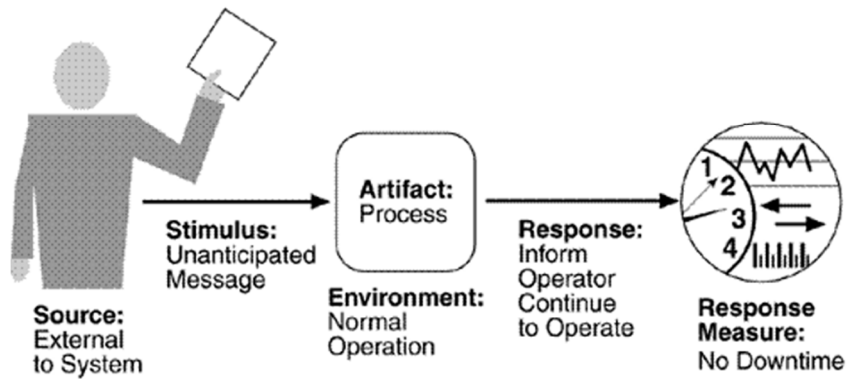 Source:
External
to System
Stimulus:
Unanticipated
Message
Artifact:
Process
Environment:
Normal
Operation
Response:
Inform
Operator
Continue
to Operate
1
2
3
4
Response
Measure:
No Downtime